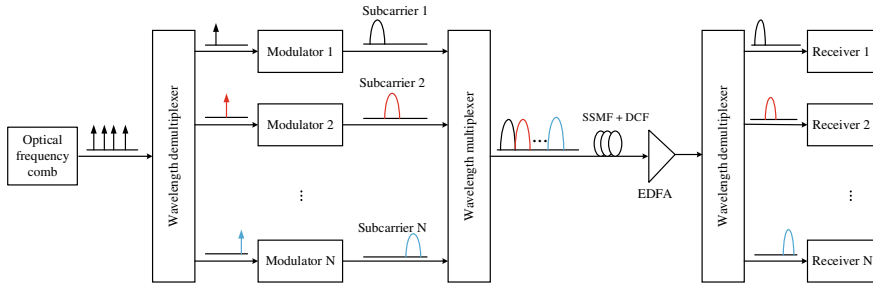 Optical
frequency
comb
Wavelength demultiplexer
Modulator 1
Modulator 2
...
Modulator N
Subcarrier 1
Subcarrier 2
Subcarrier N
Wavelength multiplexer
...
SSMF + DCF
EDFA
Wavelength demultiplexer
Receiver 1
Receiver 2
...
Receiver N